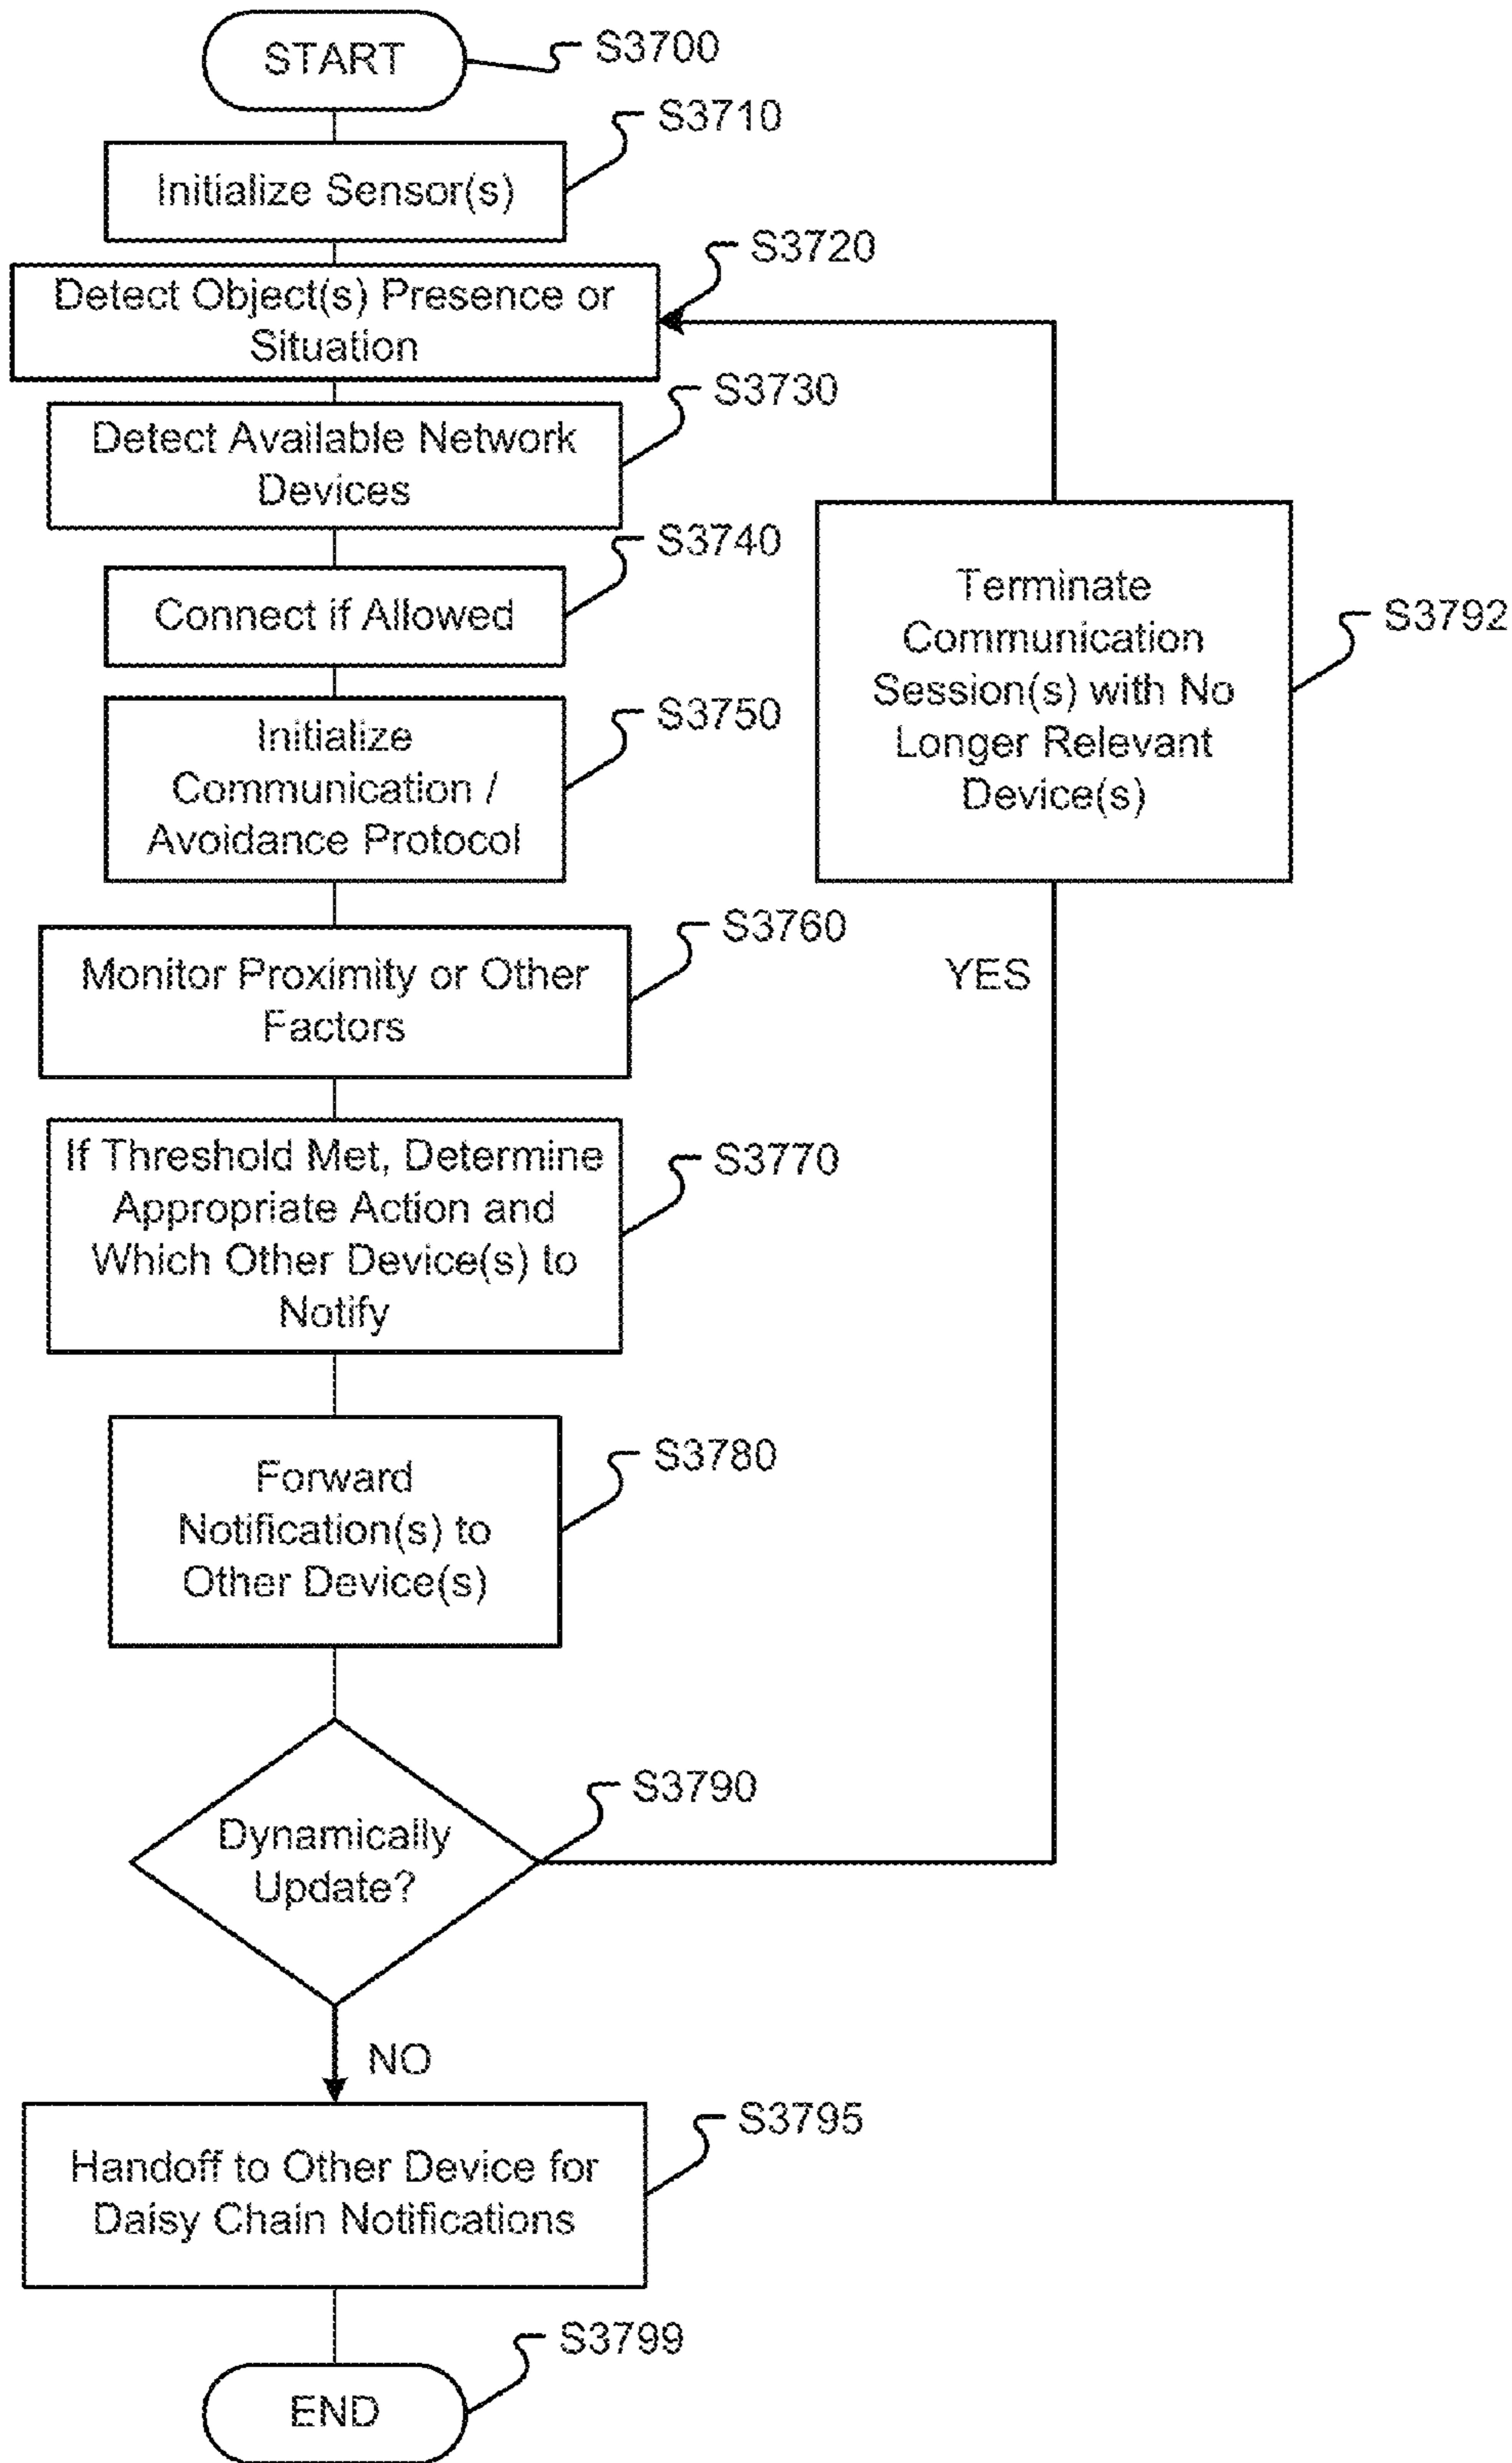 START
S3700
S3710
Initialize Sensor(s)
S3720
Detect Object(s) Presence or
Situation
S3730
Detect Available Network
Devices
S3740
Connect if Allowed
Terminate
Communication
Session(s) with No
Longer Relevant
Device(s)
S3792
S3750
Initialize
Communication /
Avoidance Protocol
S3760
Monitor Proximity or Other
Factors
YES
If Threshold Met, Determine
Appropriate Action and
Which Other Device(s) to
Notify
S3770
S3780
Forward
Notification(s) to
Other Device(s)
S3790
Dynamically
Update?
NO
S3795
Handoff to Other Device for
Daisy Chain Notifications
S3799
END